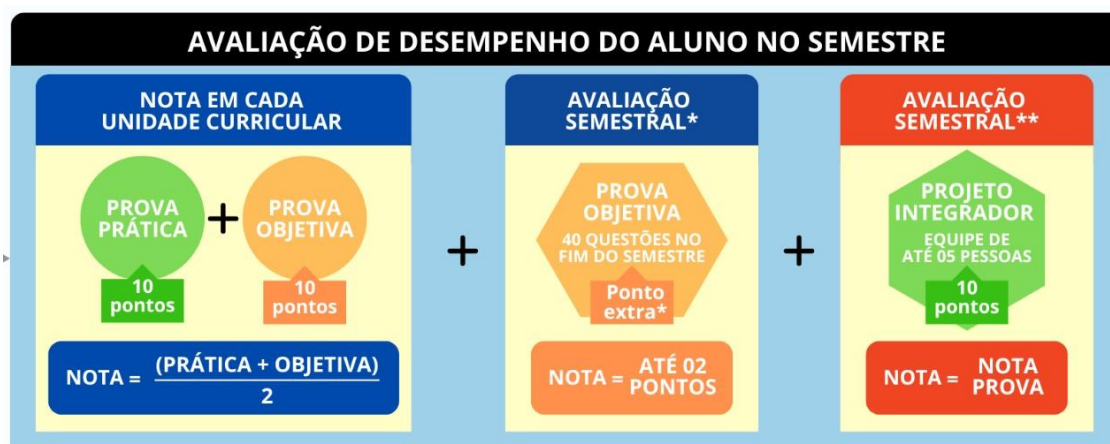 AVALIAÇÃO DE DESEMPENHO DO ALUNO NO SEMESTRE
NOTA EM CADA
UNIDADE CURRICULAR
PROVA
PRÁTICA
+
PROVA
OBJETIVA
10
pontos
10
pontos
NOTA = (PRÁTICA + OBJETIVA)
2
+
AVALIAÇÃO
SEMESTRAL*
PROVA
OBJETIVA
40 QUESTÕES NO
FIM DO SEMESTRE
Ponto
extra*
NOTA = ATÉ 02
PONTOS
+
AVALIAÇÃO
SEMESTRAL**
PROJETO
INTEGRADOR
EQUIPE DE
ATÉ 05 PESSOAS
10
pontos
NOTA = NOTA
PROVA